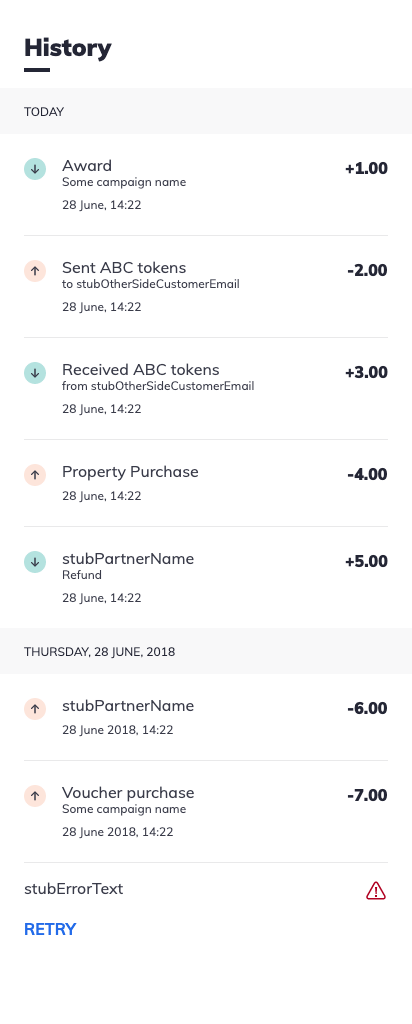 History
TODAY
Award
+1.00
Some campaign name
28 June, 14:22
Sent ABC tokens
-2.00
to stubOtherSideCustomerEmail
28 June, 14:22
Received ABC tokens
+3.00
from stubOtherSideCustomerEmail
28 June, 14:22
Property Purchase
-4.00
28 June, 14:22
stubPartnerName
+5.00
Refund
28 June, 14:22
THURSDAY, 28 JUNE, 2018
stubPartnerName
-6.00
28 June 2018, 14:22
Voucher purchase
-7.00
Some campaign name
28 June 2018, 14:22
stubErrorText
RETRY